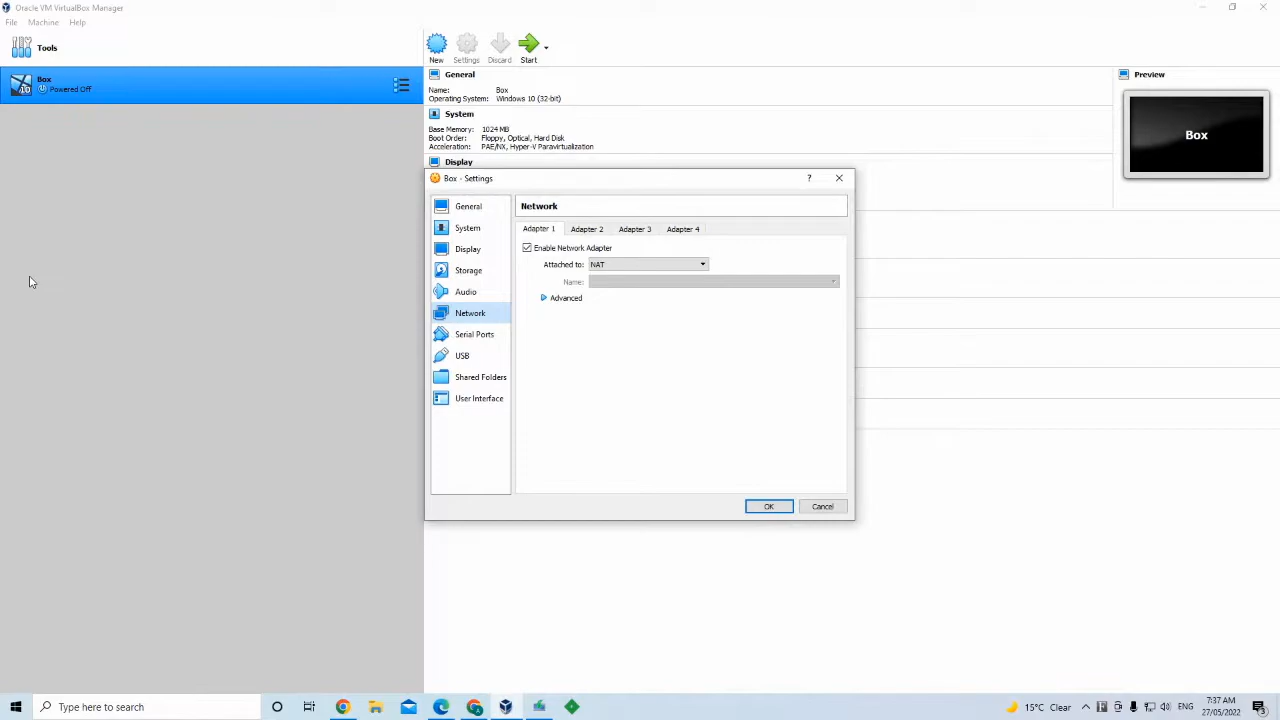 Oracle VM VirtualBox Manager
File Machine Help
Tools
New Settings Discard Start
Box
Powered Off
General
Name: Box
Operating System: Windows 10 (32-bit)
System
Base Memory: 1024 MB
Boot Order: Floppy, Optical, Hard Disk
Acceleration: PAE/NX, Hyper-V Paravirtualization
Display
Preview
Box
Box - Settings
?
General
System
Display
Storage
Audio
Network
Serial Ports
USB
Shared Folders
User Interface
Network
Adapter 1 Adapter 2 Adapter 3 Adapter 4
Enable Network Adapter
Attached to: NAT
Name:
Advanced
OK Cancel
Type here to search
15°C Clear
ENG
7:37 AM
27/05/2022